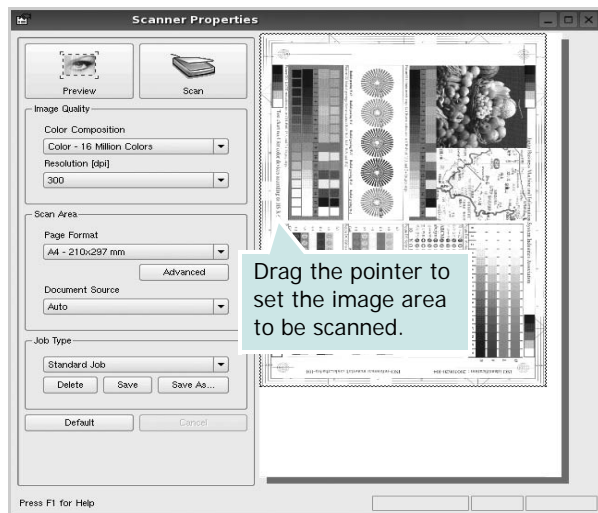 Scanner Properties
Preview
Scan
Image Quality
Color Composition
Color - 16 Million Colors
Resolution [dpi]
300
Scan Area
Page Format
A4 - 210x297 mm
Advanced
Document Source
Auto
Job Type
Standard Job
Delete Save Save As...
Default Cancel
Drag the pointer to
set the image area
to be scanned.
Press F1 for Help